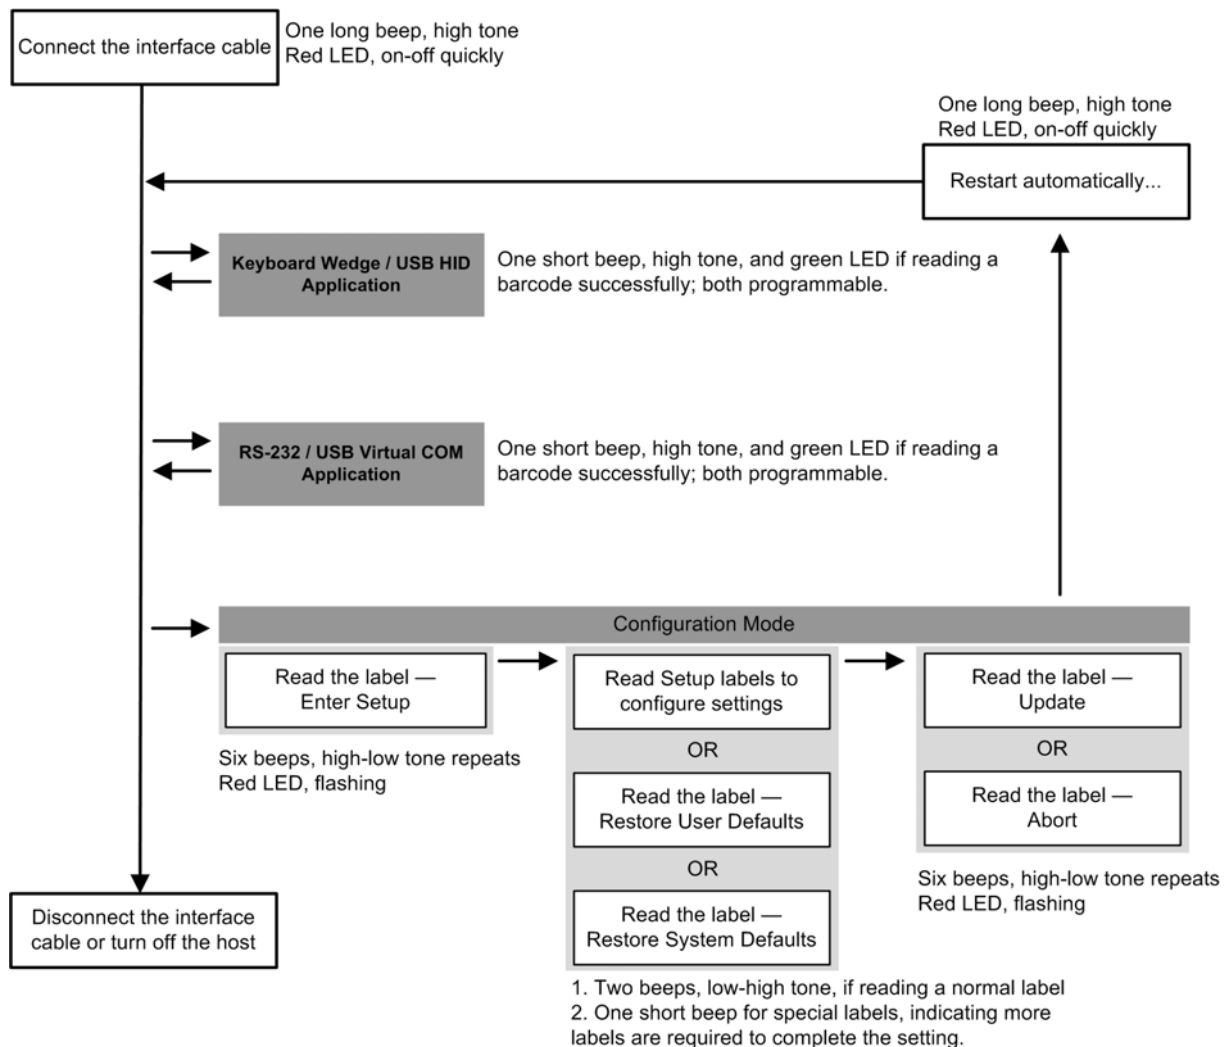 Connect the interface cable
One long beep, high tone
Red LED, on-off quickly
One long beep, high tone
Red LED, on-off quickly
Restart automatically...
Keyboard Wedge / USB HID
Application
One short beep, high tone, and green LED if reading a
barcode successfully; both programmable.
RS-232 / USB Virtual COM
Application
One short beep, high tone, and green LED if reading a
barcode successfully; both programmable.
Configuration Mode
Read the label —
Enter Setup
Six beeps, high-low tone repeats
Red LED, flashing
Read Setup labels to
configure settings
OR
Read the label —
Restore User Defaults
OR
Read the label —
Restore System Defaults
1. Two beeps, low-high tone, if reading a normal label
2. One short beep for special labels, indicating more
labels are required to complete the setting.
Read the label —
Update
OR
Read the label —
Abort
Six beeps, high-low tone repeats
Red LED, flashing
Disconnect the interface
cable or turn off the host